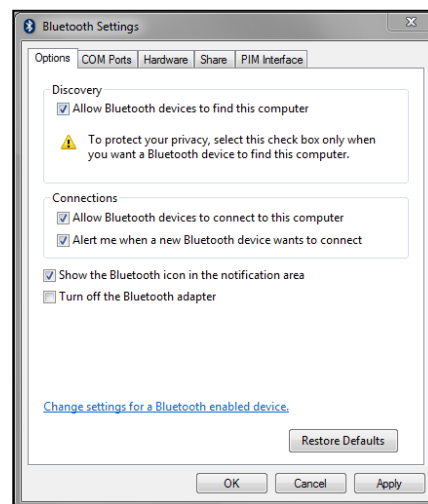 Bluetooth Settings
Options COM Ports Hardware Share PIM Interface
Discovery
Allow Bluetooth devices to find this computer
To protect your privacy, select this check box only when
you want a Bluetooth device to find this computer.
Connections
Allow Bluetooth devices to connect to this computer
Alert me when a new Bluetooth device wants to connect
Show the Bluetooth icon in the notification area
Turn off the Bluetooth adapter
Change settings for a Bluetooth enabled device.
Restore Defaults
OK Cancel Apply